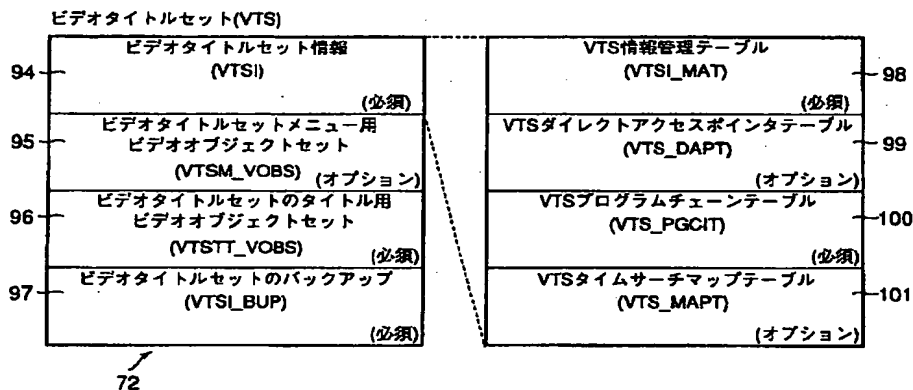 ビデオタイトルセット(VTS)
94
ビデオタイトルセット情報
(VTSI)
(必須)
95
ビデオタイトルセットメニュー用
ビデオオブジェクトセット
(VTSM_VOBS)
(オプション)
96
ビデオタイトルセットのタイトル用
ビデオオブジェクトセット
(VTSTT_VOBS)
(必須)
97
ビデオタイトルセットのバックアップ
(VTSI_BUP)
(必須)
72
VTS情報管理テーブル
(VTSI_MAT)
(必須)
98
VTSダイレクトアクセスポインタテーブル
(VTS_DAPT)
(オプション)
99
VTSプログラムチェーンテーブル
(VTS_PGCIT)
(必須)
100
VTSタイムサーチマップテーブル
(VTS_MAPT)
(オプション)
101